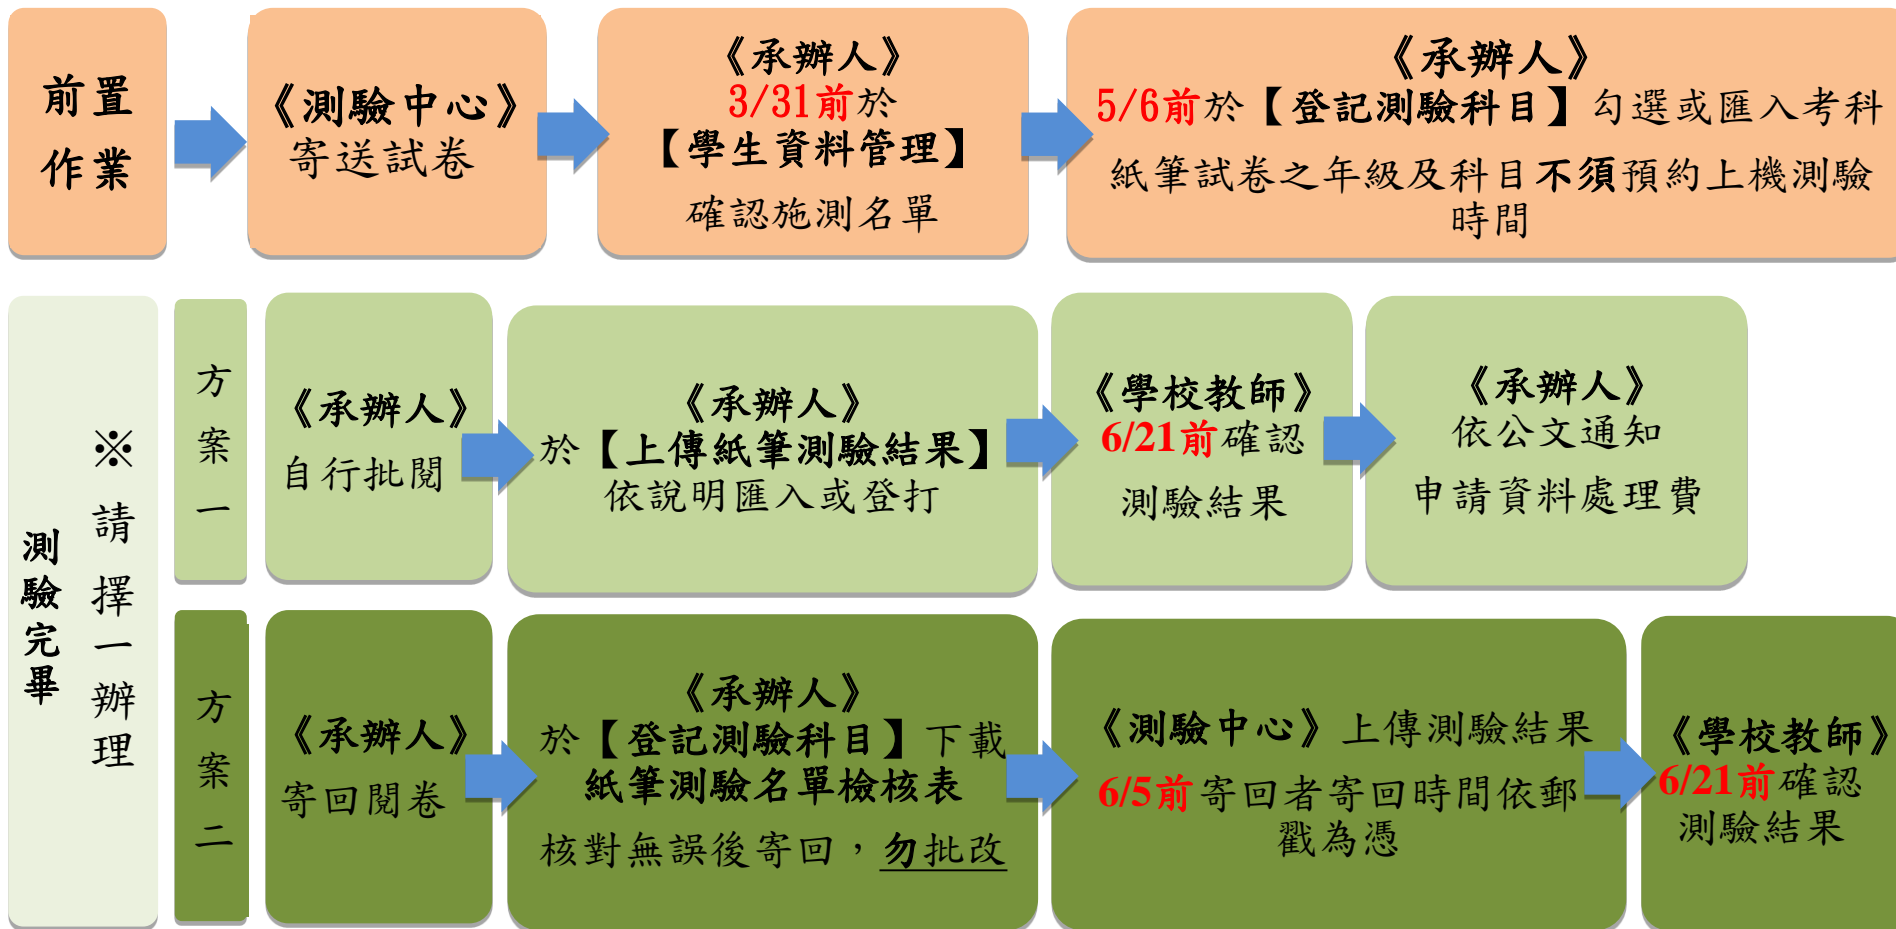 前置
作業
《測驗中心》
寄送試卷
《承辦人》
3/31前於
【學生資料管理】
確認施測名單
《承辦人》
5/6前於【登記測驗科目】勾選或匯入考科
紙筆試卷之年級及科目不須預約上機測驗
時間
測驗完畢
※請擇一辦理
方案一
《承辦人》
自行批閱
《承辦人》
於【上傳紙筆測驗結果】
依說明匯入或登打
《學校教師》
6/21前確認
測驗結果
《承辦人》
依公文通知
申請資料處理費
方案二
《承辦人》
寄回閱卷
《承辦人》
於【登記測驗科目】下載
紙筆測驗名單檢核表
核對無誤後寄回，勿批改
《測驗中心》上傳測驗結果
6/5前寄回者寄回時間依郵
戳為憑
《學校教師》
6/21前確認
測驗結果